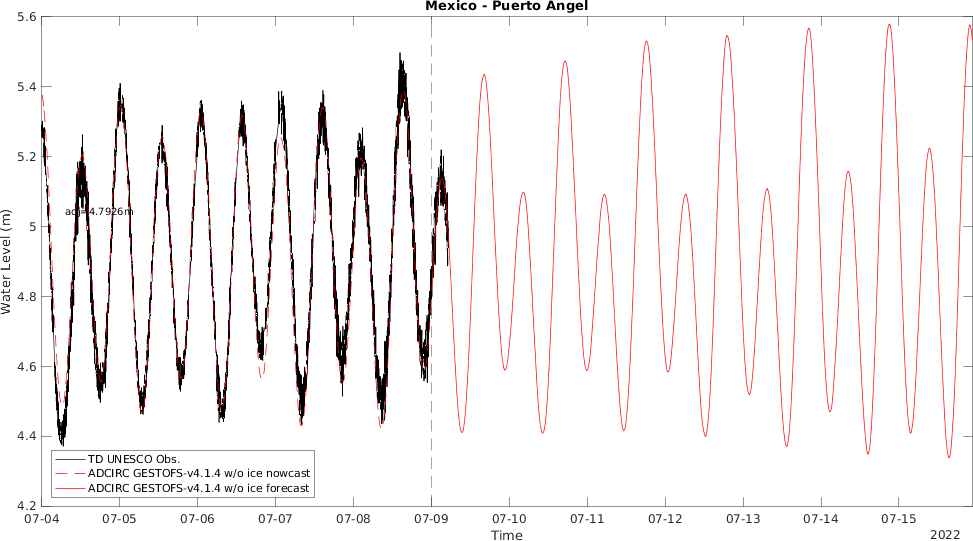 Mexico - Puerto Angel
5.6
5.4
5.2
5
4.8
4.6
4.4
4.2
Water Level (m)
adj=4.7926m
TD UNESCO Obs.
ADCIRC GESTOFS-v4.1.4 w/o ice nowcast
ADCIRC GESTOFS-v4.1.4 w/o ice forecast
07-04 07-05 07-06 07-07 07-08 07-09 07-10 07-11 07-12 07-13 07-14 07-15
Time
2022